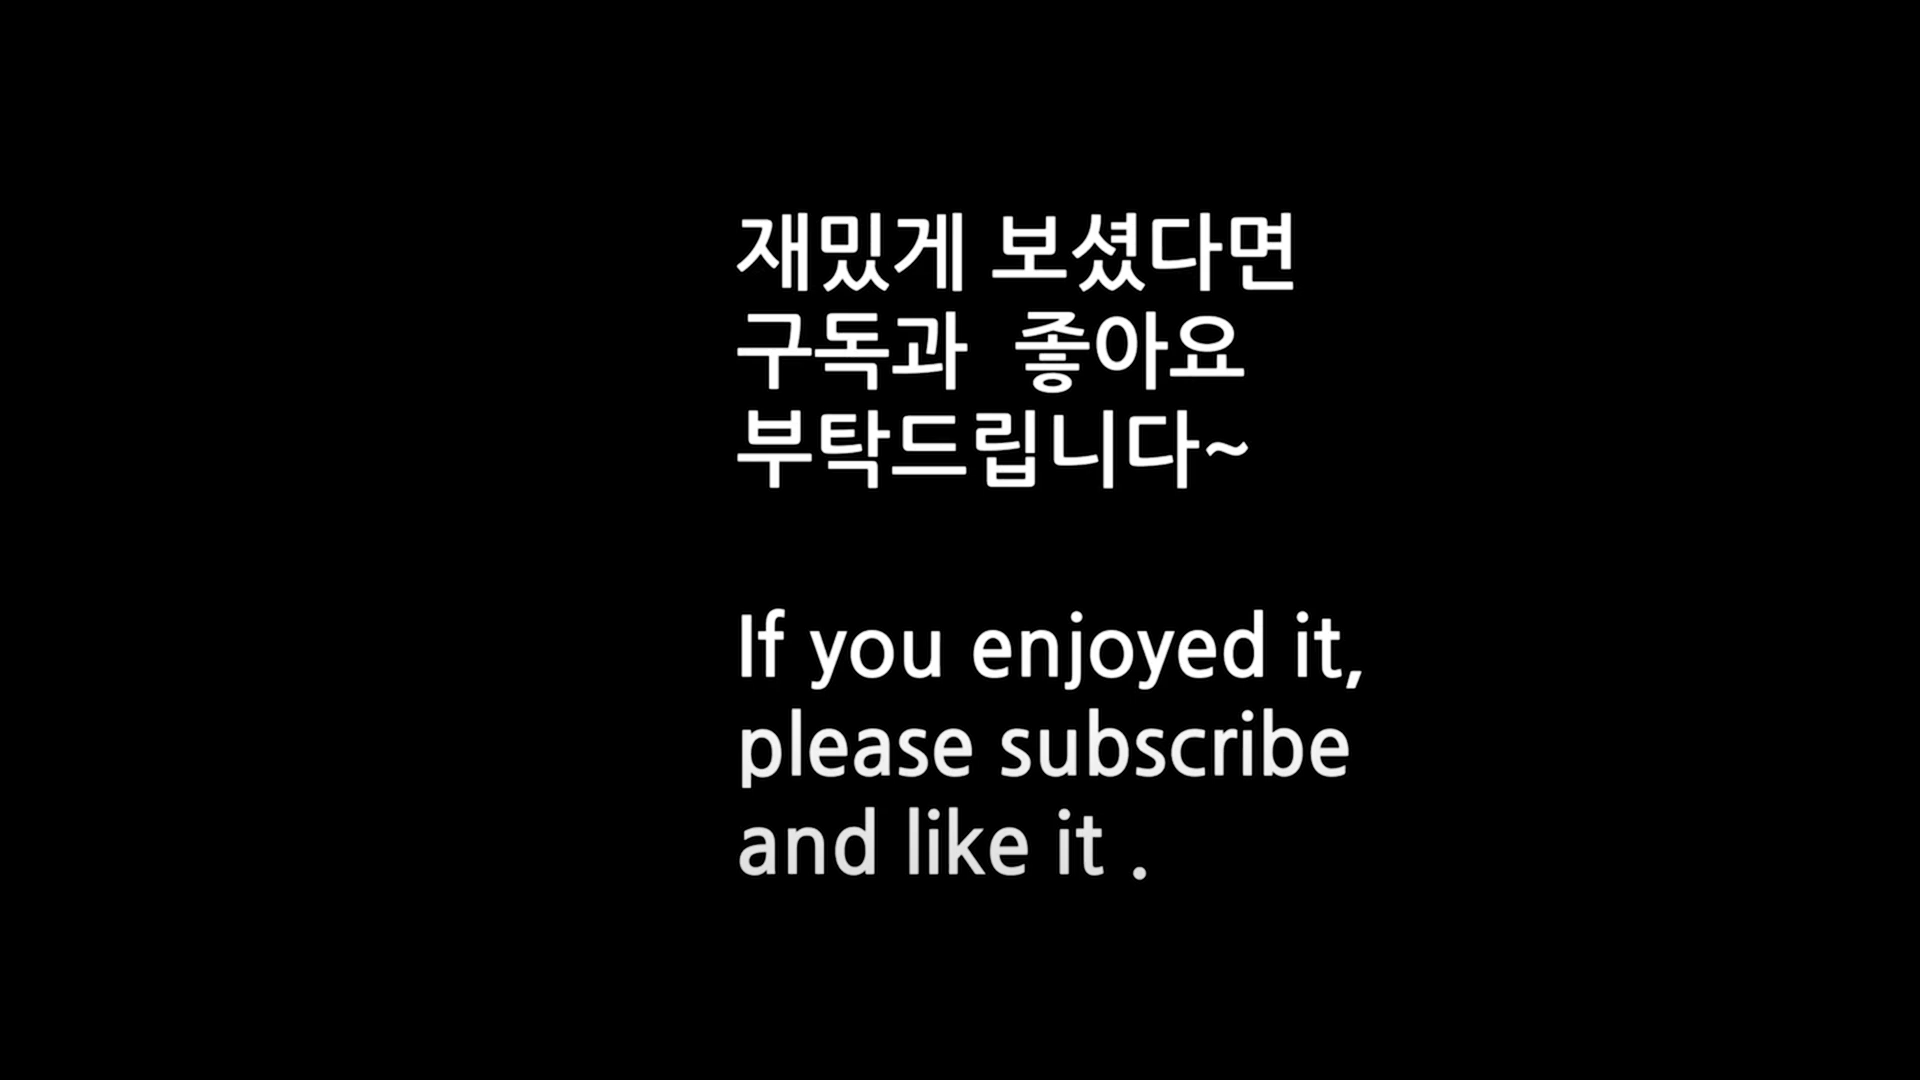 재밌게 보셨다면
구독과  좋아요
부탁드립니다~
If you enjoyed it,
please subscribe
and like it .